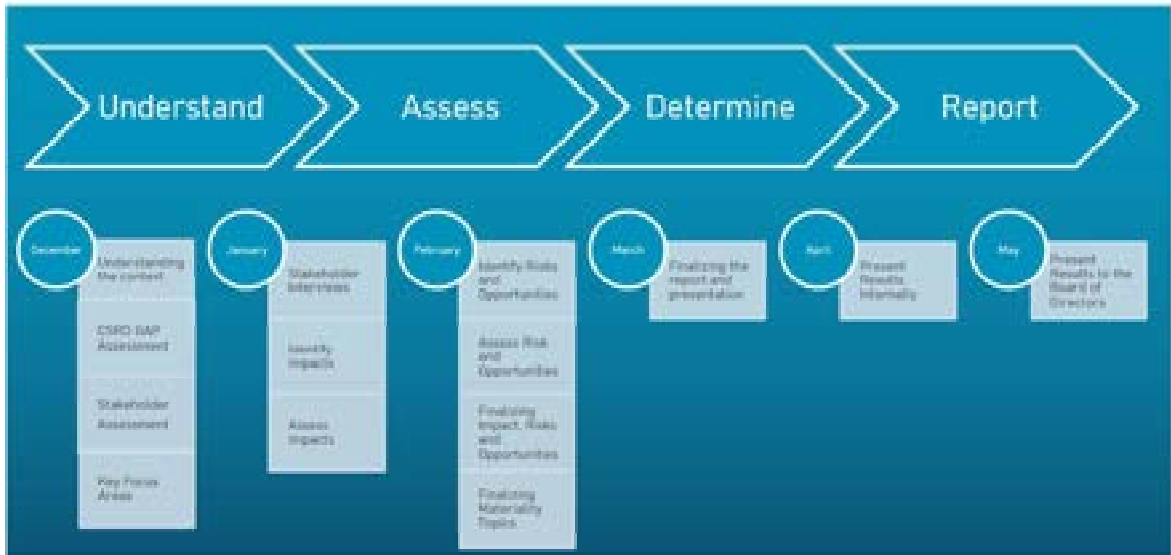 Understand
Assess
Determine
Report
December
Understanding
the context
CSRD GAP
Assessment
Stakeholder
Assessment
Key Focus
Areas
January
Stakeholder
Interviews
Identify
Impacts
Assess
Impacts
February
Identify Risks
and
Opportunities
Assess Risk
and
Opportunities
Finalizing
Impact, Risks
and
Opportunities
Finalizing
Materiality
Topics
March
Finalizing the
report and
presentation
April
Present
Results
Internally
May
Present
Results to the
Board of
Directors